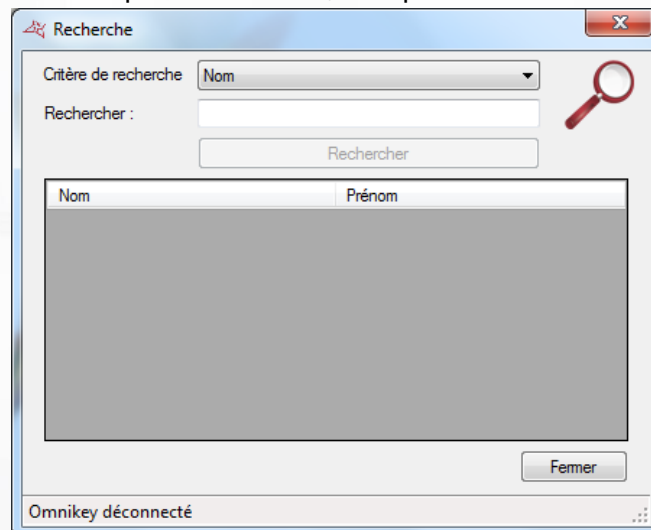 Recherche
Critère de recherche Nom
Rechercher :
Rechercher
Nom Prénom
Fermer
Omnikey déconnecté